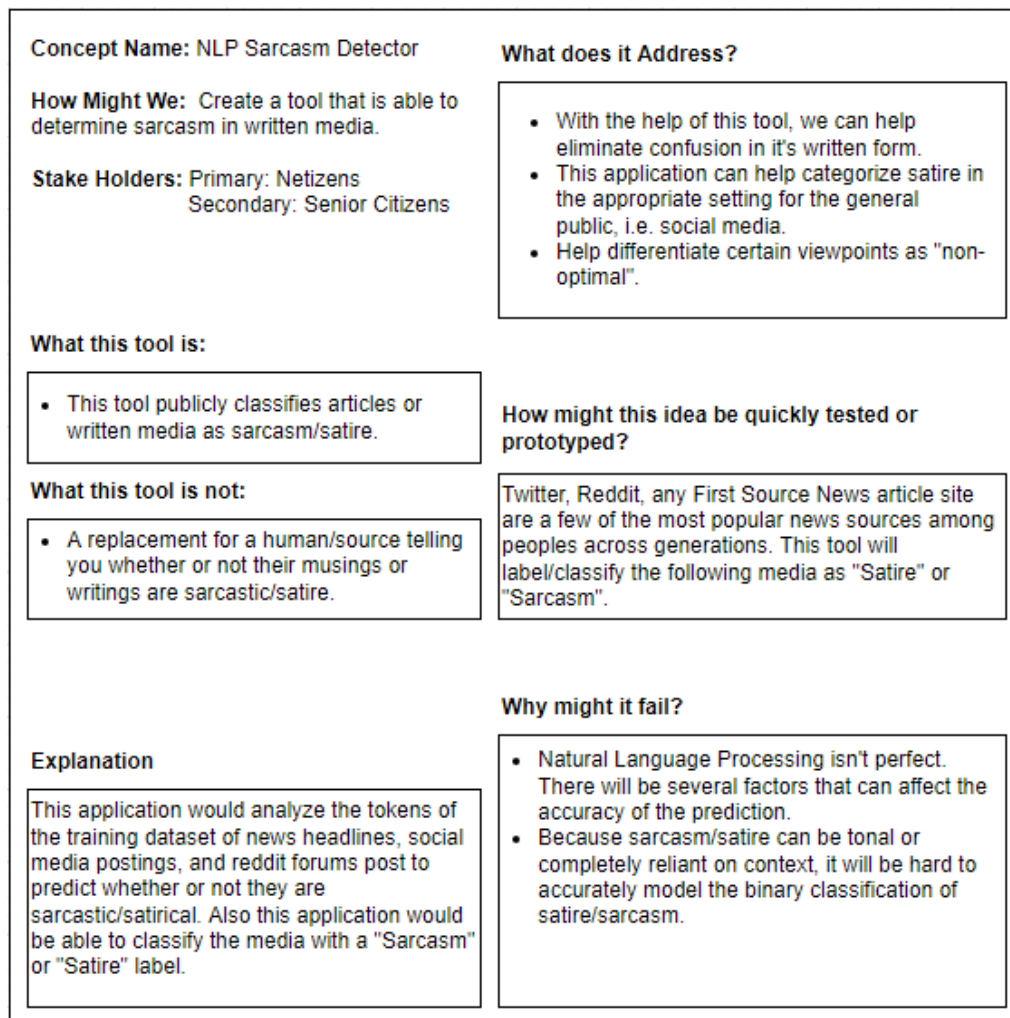 Concept Name: NLP Sarcasm Detector
How Might We: Create a tool that is able to
determine sarcasm in written media.
Stake Holders: Primary: Netizens
Secondary: Senior Citizens
What this tool is:
• This tool publicly classifies articles or
written media as sarcasm/satire.
What this tool is not:
• A replacement for a human/source telling
you whether or not their musings or
writings are sarcastic/satire.
Explanation
This application would analyze the tokens of
the training dataset of news headlines, social
media postings, and reddit forums post to
predict whether or not they are
sarcastic/satirical. Also this application would
be able to classify the media with a "Sarcasm"
or "Satire" label.
What does it Address?
• With the help of this tool, we can help
eliminate confusion in it's written form.
• This application can help categorize satire in
the appropriate setting for the general
public, i.e. social media.
• Help differentiate certain viewpoints as "non-
optimal".
How might this idea be quickly tested or
prototyped?
Twitter, Reddit, any First Source News article site
are a few of the most popular news sources among
peoples across generations. This tool will
label/classify the following media as "Satire" or
"Sarcasm".
Why might it fail?
• Natural Language Processing isn't perfect.
There will be several factors that can affect the
accuracy of the prediction.
• Because sarcasm/satire can be tonal or
completely reliant on context, it will be hard to
accurately model the binary classification of
satire/sarcasm.